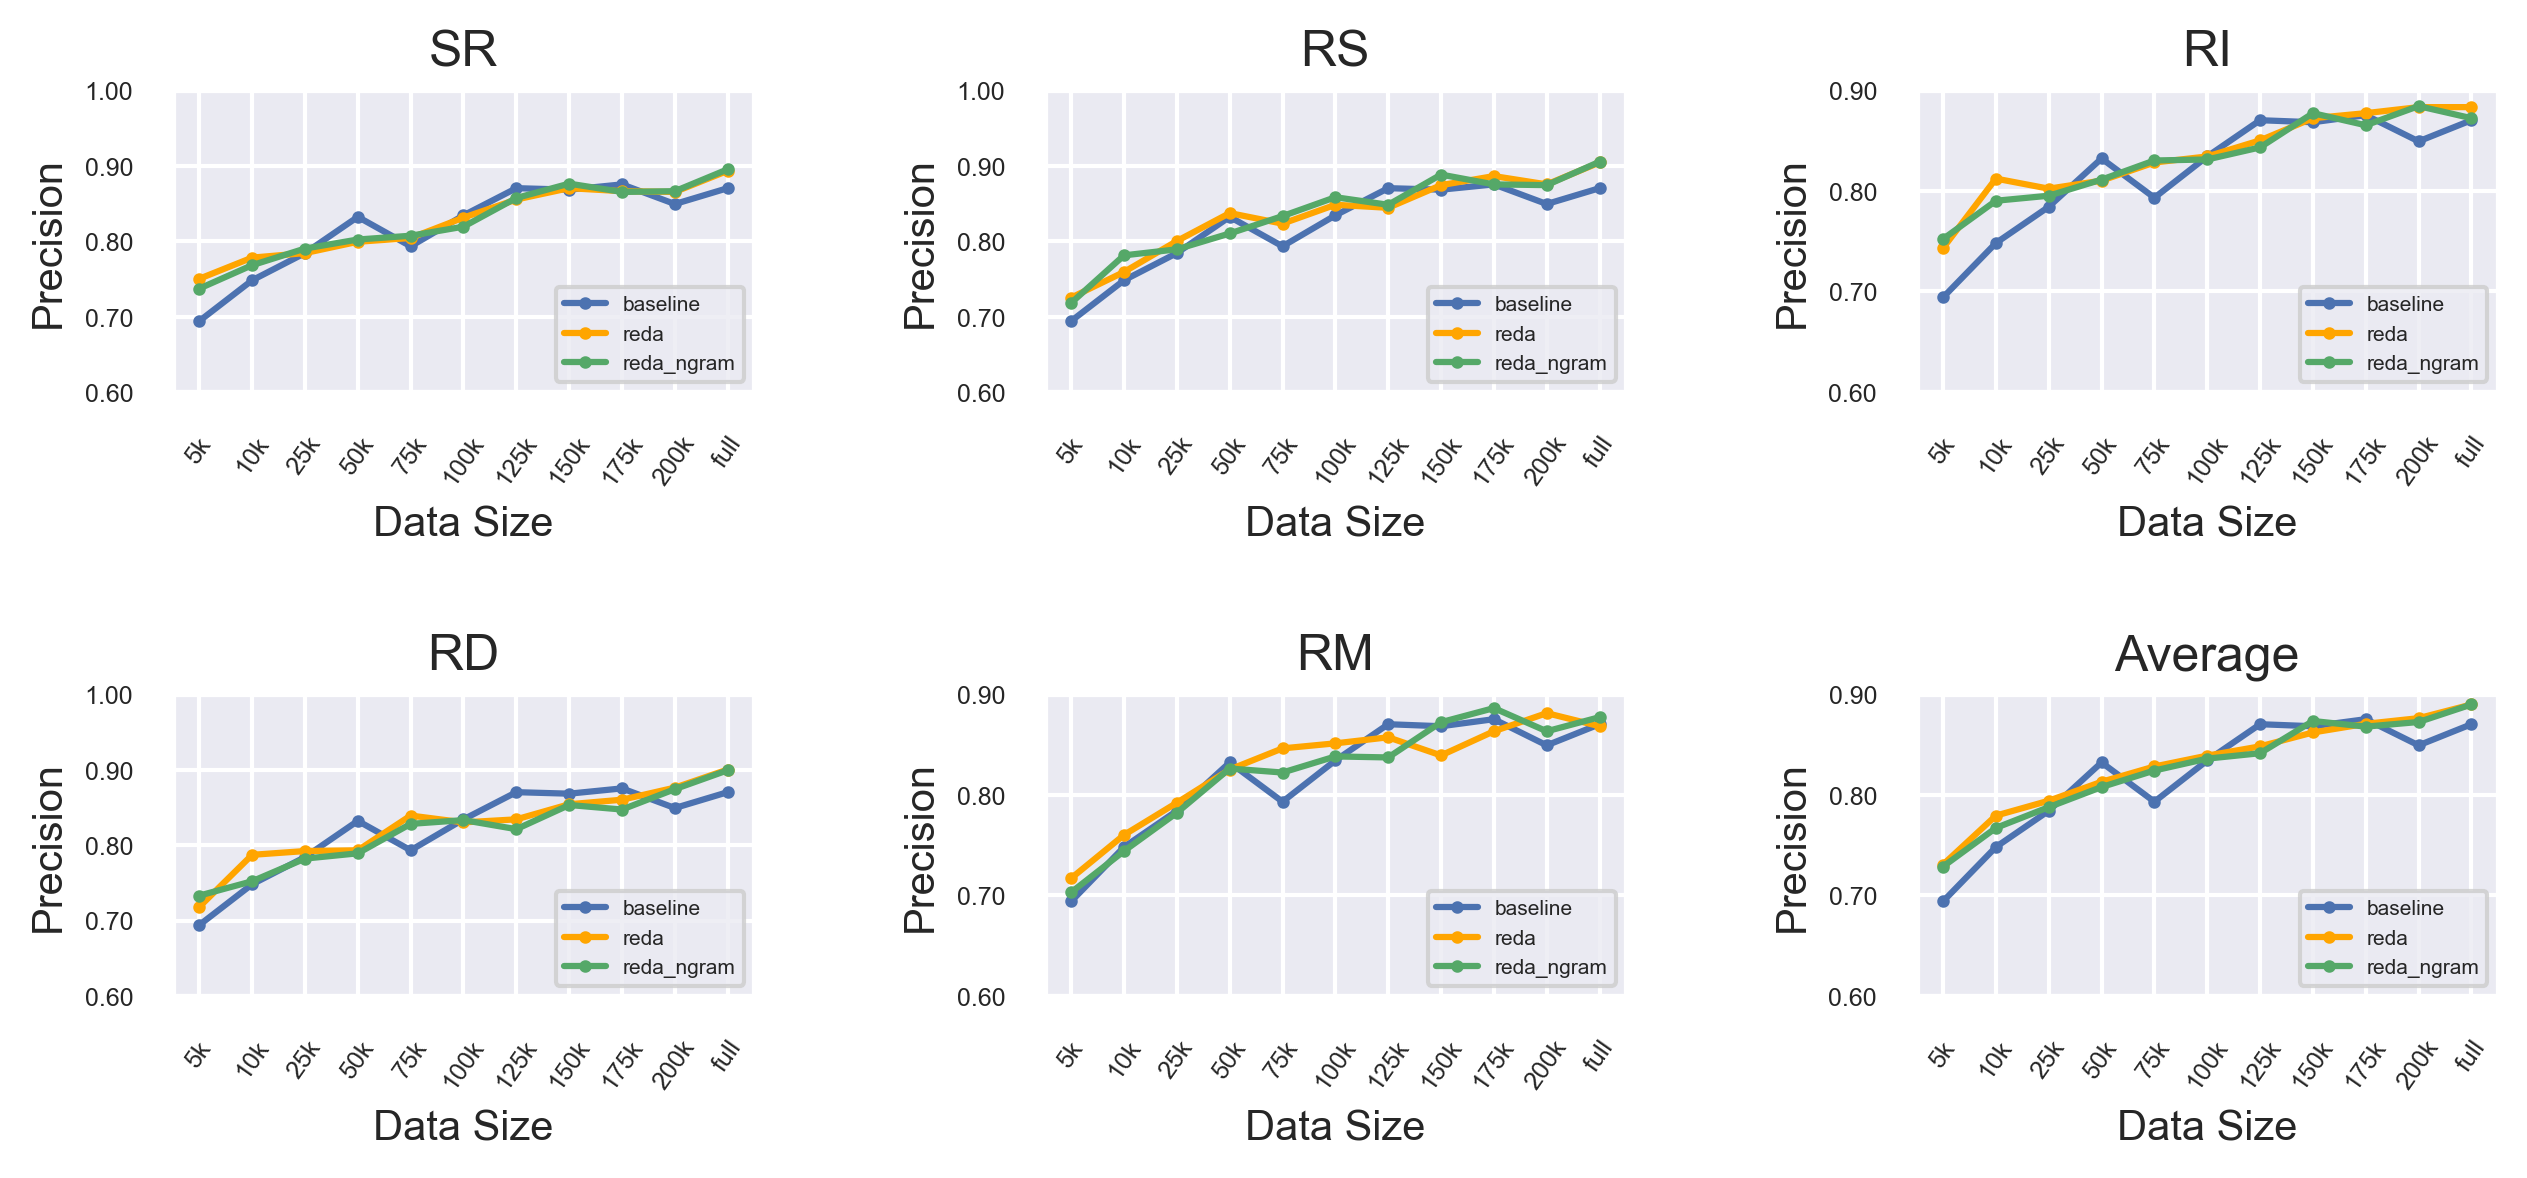 SR
Precision
1.00
0.90
0.80
0.70
0.60
baseline
reda
reda_ngram
5k 10k 25k 50k 75k 100k 125k 150k 175k 200k full
Data Size
RS
Precision
1.00
0.90
0.80
0.70
0.60
baseline
reda
reda_ngram
5k 10k 25k 50k 75k 100k 125k 150k 175k 200k full
Data Size
RI
Precision
0.90
0.80
0.70
0.60
baseline
reda
reda_ngram
5k 10k 25k 50k 75k 100k 125k 150k 175k 200k full
Data Size
RD
Precision
1.00
0.90
0.80
0.70
0.60
baseline
reda
reda_ngram
5k 10k 25k 50k 75k 100k 125k 150k 175k 200k full
Data Size
RM
Precision
0.90
0.80
0.70
0.60
baseline
reda
reda_ngram
5k 10k 25k 50k 75k 100k 125k 150k 175k 200k full
Data Size
Average
Precision
0.90
0.80
0.70
0.60
baseline
reda
reda_ngram
5k 10k 25k 50k 75k 100k 125k 150k 175k 200k full
Data Size